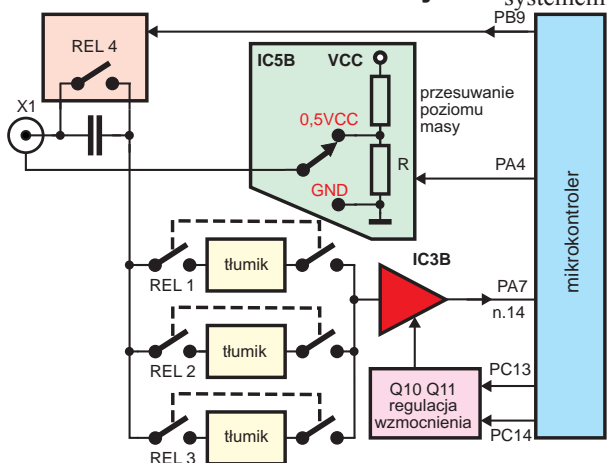 systemem
PB9
REL 4
IC5B
VCC
X1
przesuwanie
poziomu
masy
0,5VCC
R
PA4
GND
mikrokontroler
IC3B
tłumik
REL 1
PA7
n.14
tłumik
REL 2
PC13
Q10 Q11
regulacja
wzmocnienia
tłumik
PC14
REL 3